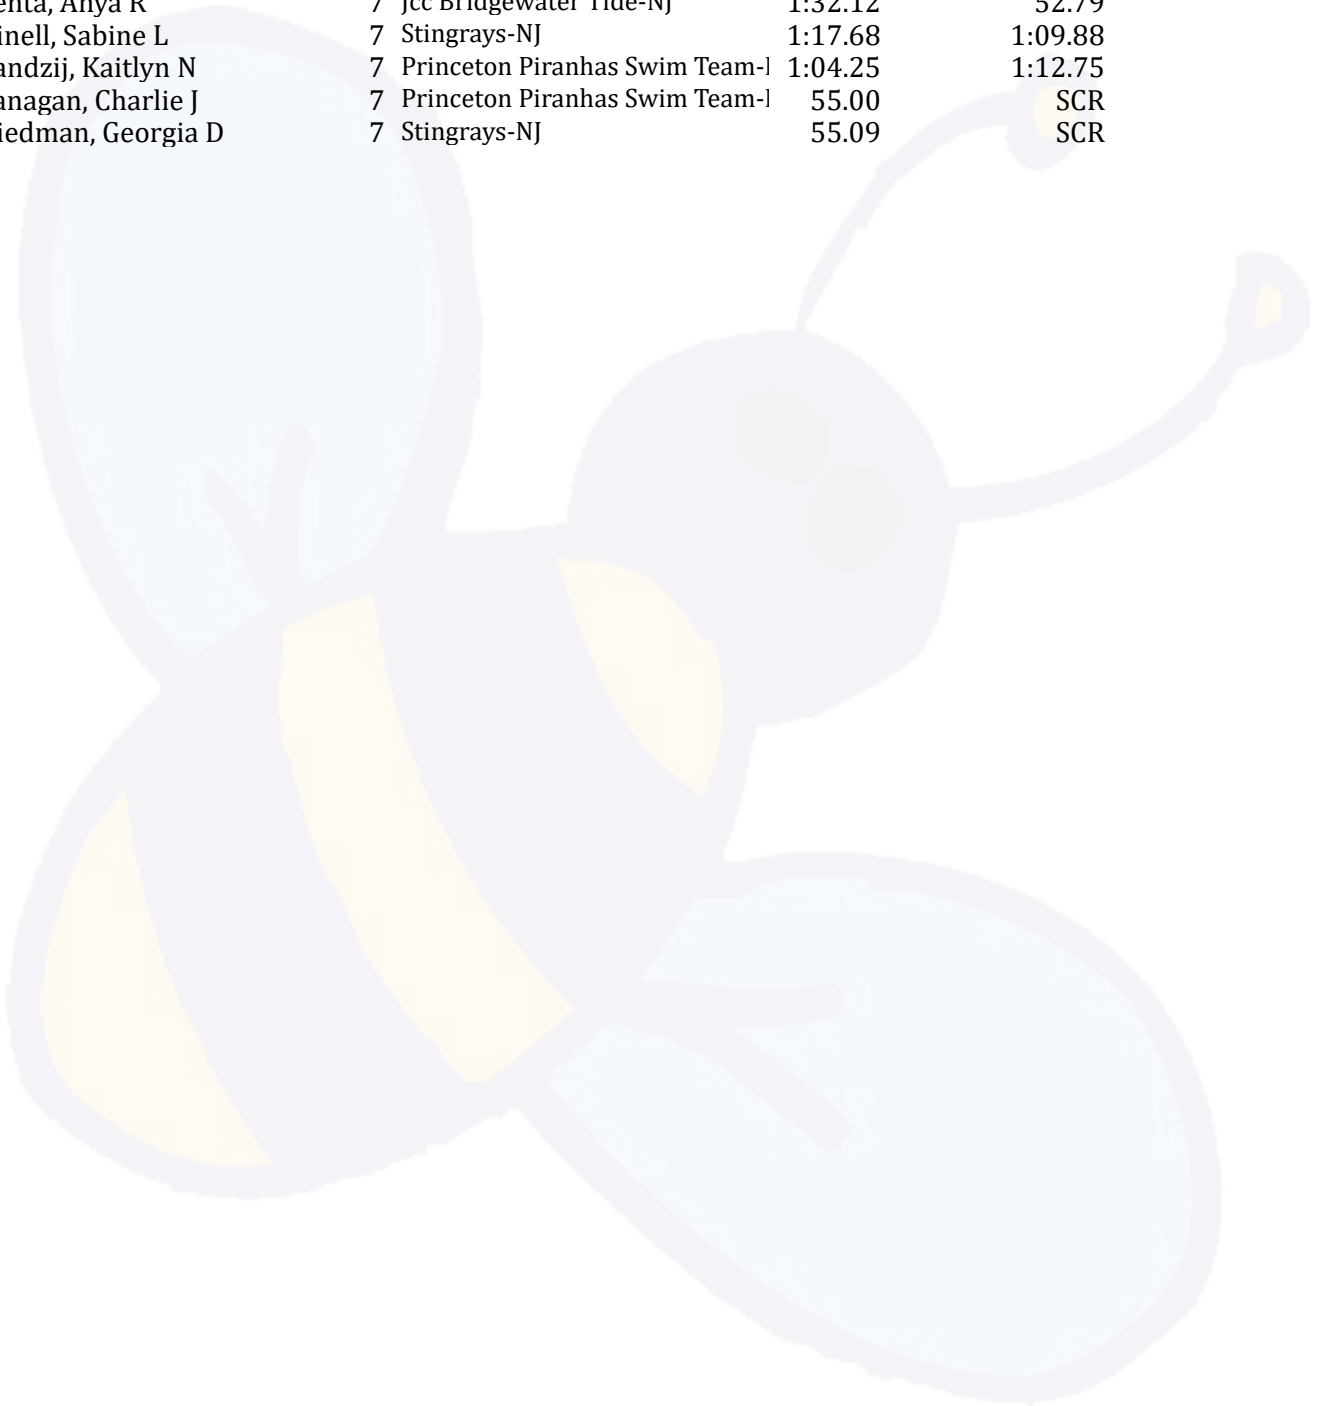 enta, Anya R 7 Jcc Bridgewater Tide-NJ 1:32.12 52.79
inell, Sabine L 7 Stingrays-NJ 1:17.68 1:09.88
andzij, Kaitlyn N 7 Princeton Piranhas Swim Team- 1:04.25 1:12.75
anagan, Charlie J 7 Princeton Piranhas Swim Team- 55.00 SCR
iedman, Georgia D 7 Stingrays-NJ 55.09 SCR